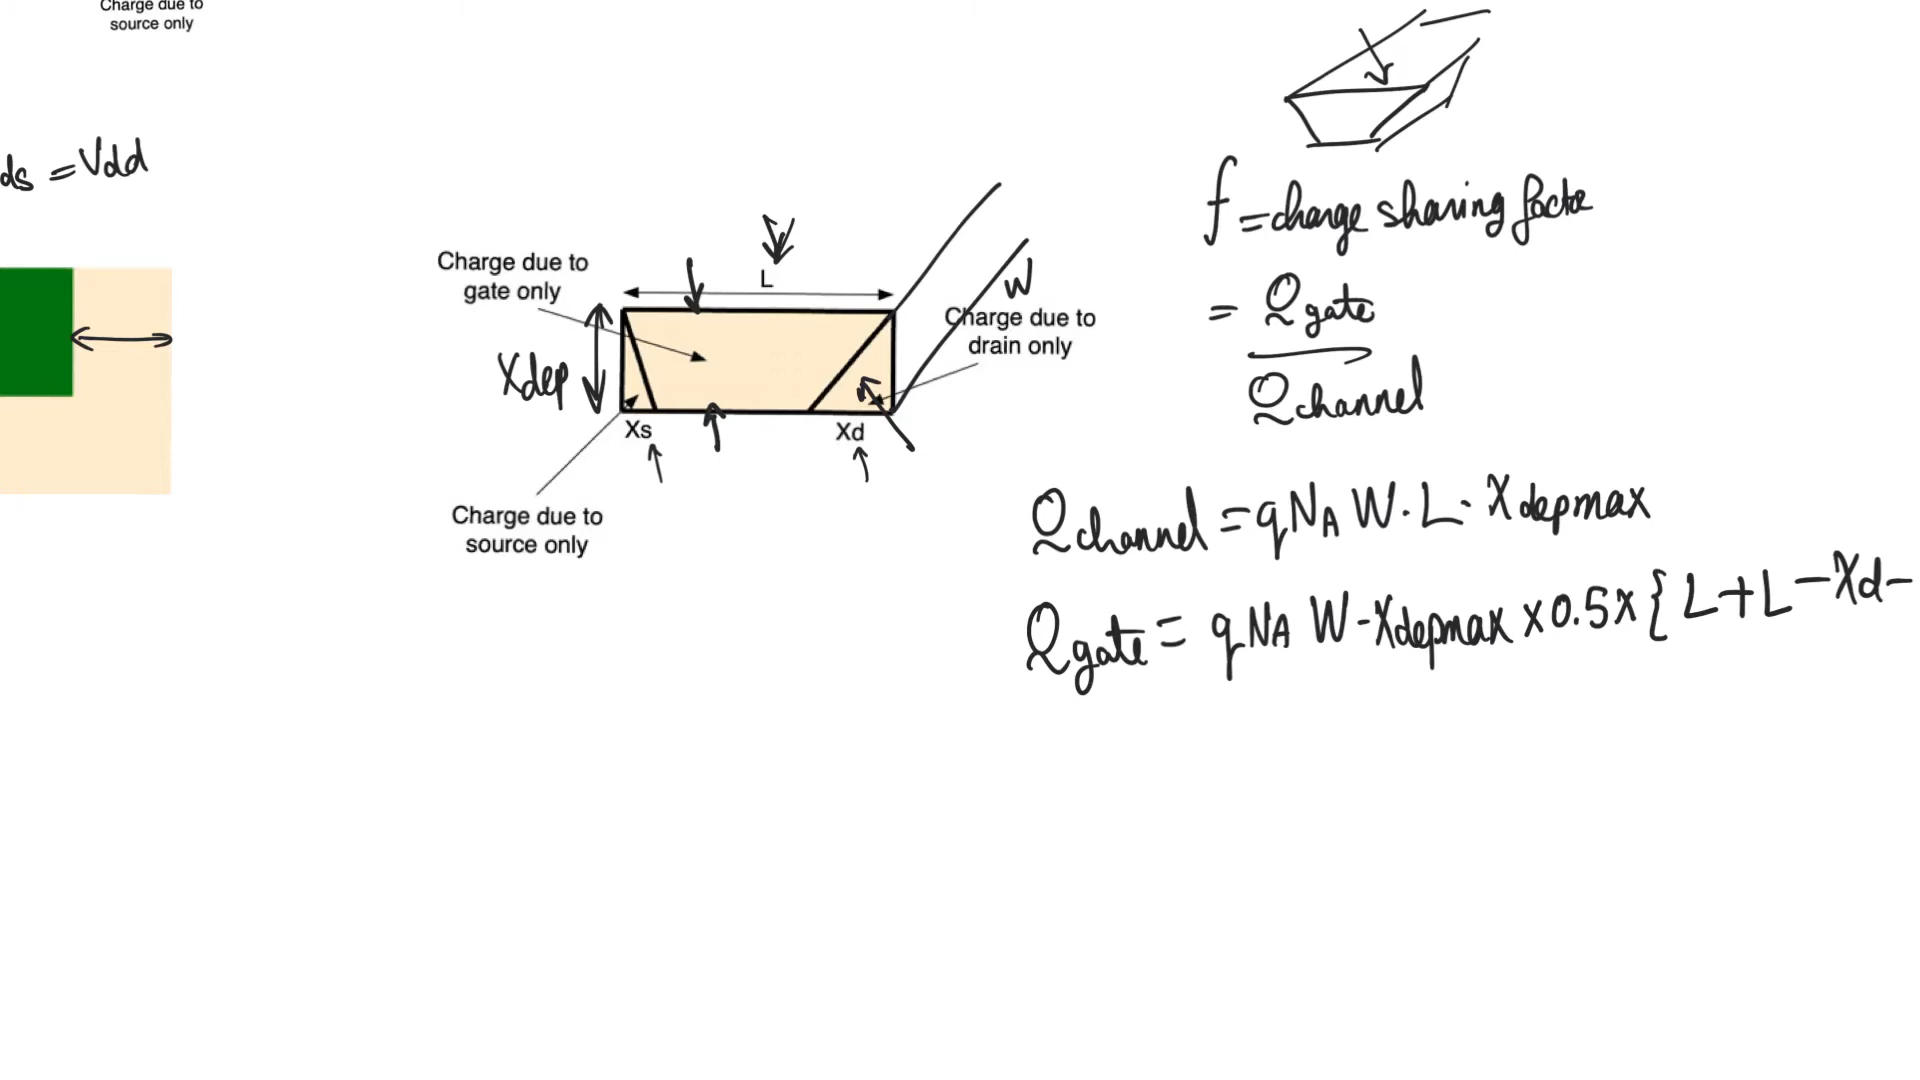 Charge due to
source only
ds = Vdd
Charge due to
gate only
L
W
Charge due to
drain only
Xdep
Xs
Xd
Charge due to
source only
f = charge sharing factor
= Qgate
Qchannel
Qchannel = qNA W. L. Xdepmax
Qgate = qNA W - Xdepmax x 0.5 x { L + L - Xd -